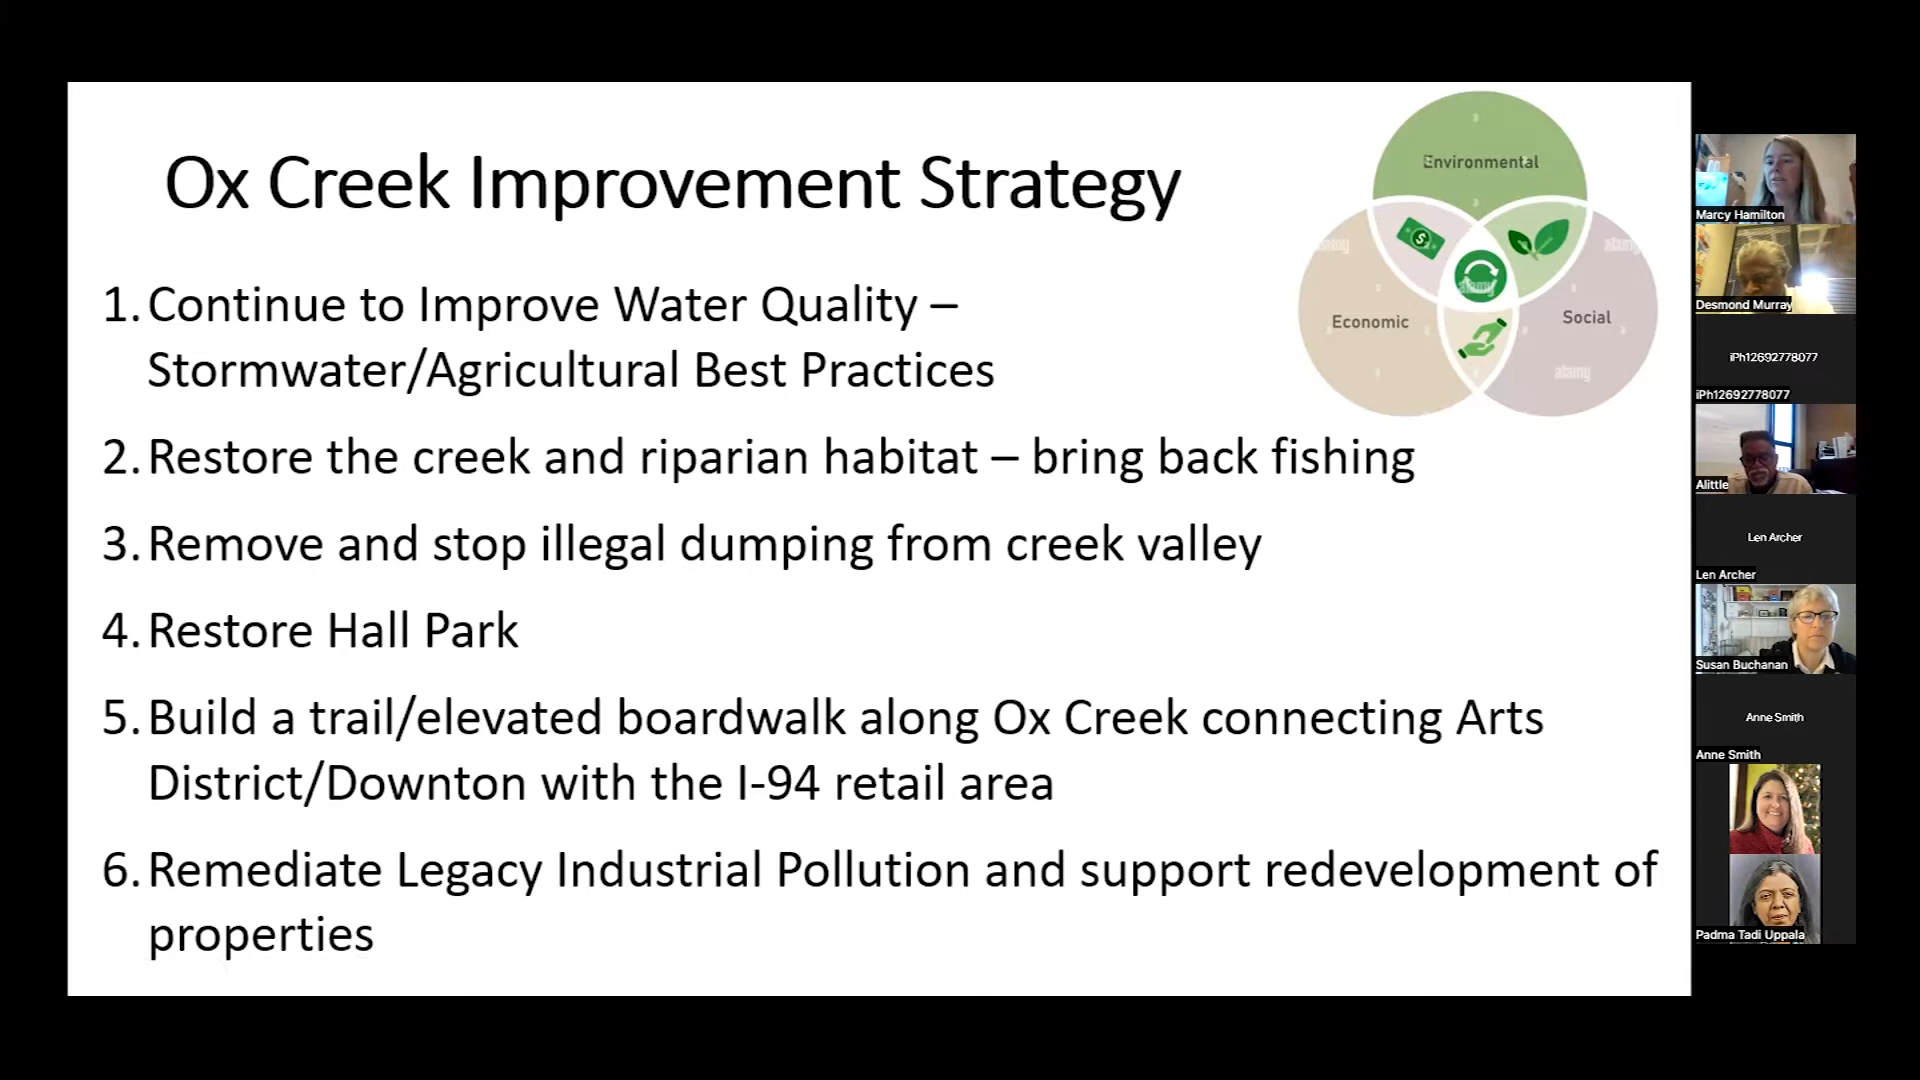 Ox Creek Improvement Strategy
Environmental
Economic
Social
alamy
alamy
alamy
alamy
1. Continue to Improve Water Quality –
Stormwater/Agricultural Best Practices
2. Restore the creek and riparian habitat – bring back fishing
3. Remove and stop illegal dumping from creek valley
4. Restore Hall Park
5. Build a trail/elevated boardwalk along Ox Creek connecting Arts
District/Downton with the I-94 retail area
6. Remediate Legacy Industrial Pollution and support redevelopment of
properties
Marcy Hamilton
Desmond Murray
iPh12692778077
iPh12692778077
Alittle
Len Archer
Len Archer
Susan Buchanan
Anne Smith
Anne Smith
Padma Tadi Uppala